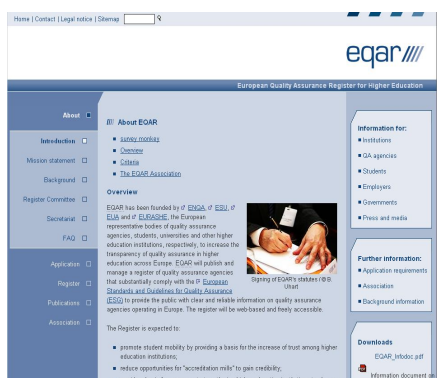 Home | Contact | Legal notice | Sitemap
eqar////
European Quality Assurance Register for Higher Education
About
Introduction
Mission statement
Background
Register Committee
Secretariat
FAQ
Application
Register
Publications
Association
//// About EQAR
survey monkey
Overview
Criteria
The EQAR Association
Overview
EQAR has been founded by ENQA, ESU,
EUA and EURASHE, the European
representative bodies of quality assurance
agencies, students, universities and other higher
education institutions, respectively, to increase the
transparency of quality assurance in higher
education across Europe. EQAR will publish and
manage a register of quality assurance agencies
that substantially comply with the European
Standards and Guidelines for Quality Assurance
(ESG) to provide the public with clear and reliable information on quality assurance
agencies operating in Europe. The register will be web-based and freely accessible.
Signing of EQAR's statutes / © B.
Uhart
The Register is expected to:
promote student mobility by providing a basis for the increase of trust among higher
education institutions;
reduce opportunities for "accreditation mills" to gain credibility;
Information for:
Institutions
QA agencies
Students
Employers
Governments
Press and media
Further information:
Application requirements
Association
Background information
Downloads
EQAR_Infodoc.pdf
Information document on